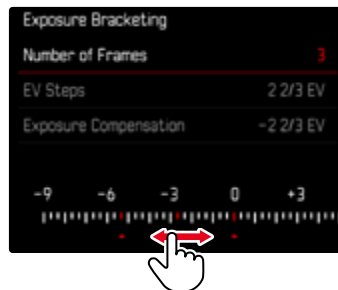 Exposure Bracketing
Number of Frames 3
EV Steps 2 2/3 EV
Exposure Compensation -2 2/3 EV
-9 -6 -3 0 +3